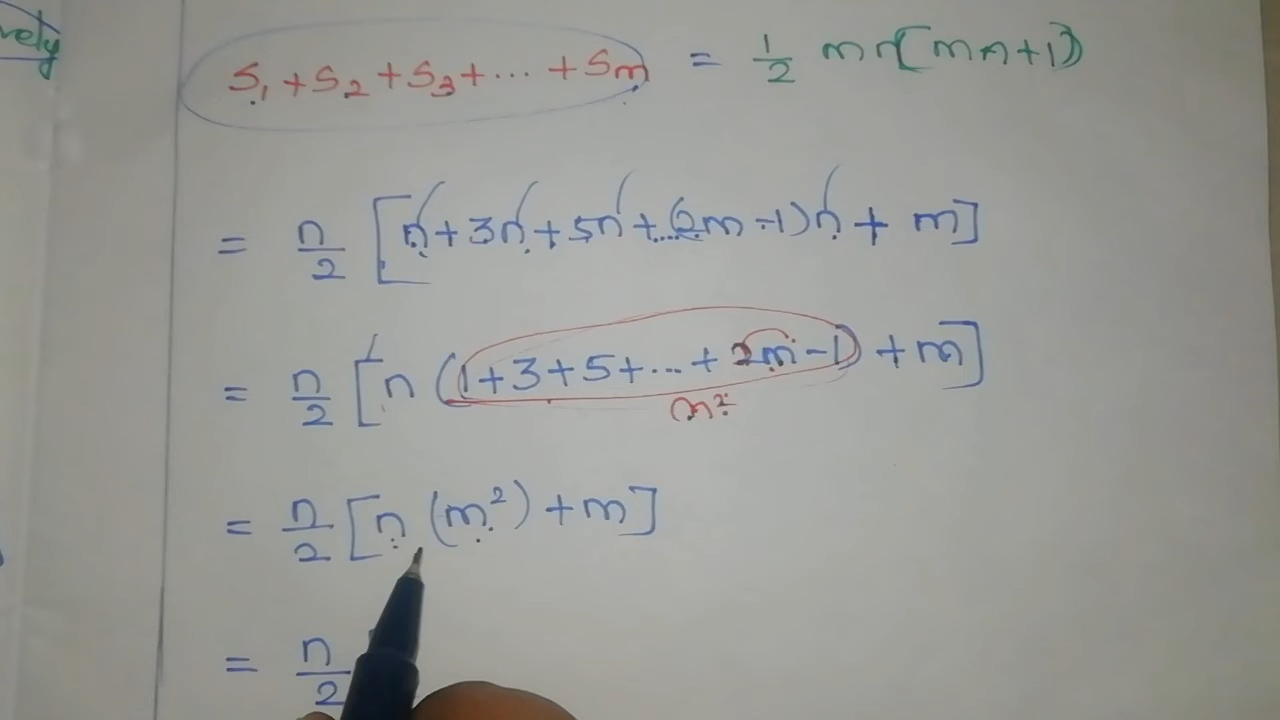 rely
S₁ + S₂ + S₃ + ... + Sm = 1/2 mn[mn+1]
= n/2 [n + 3n + 5n + ... (2m-1)n + m]
= n/2 [n (1+3+5+...+ 2m-1) + m]
m²
= n/2 [n (m²) + m]
= n/2